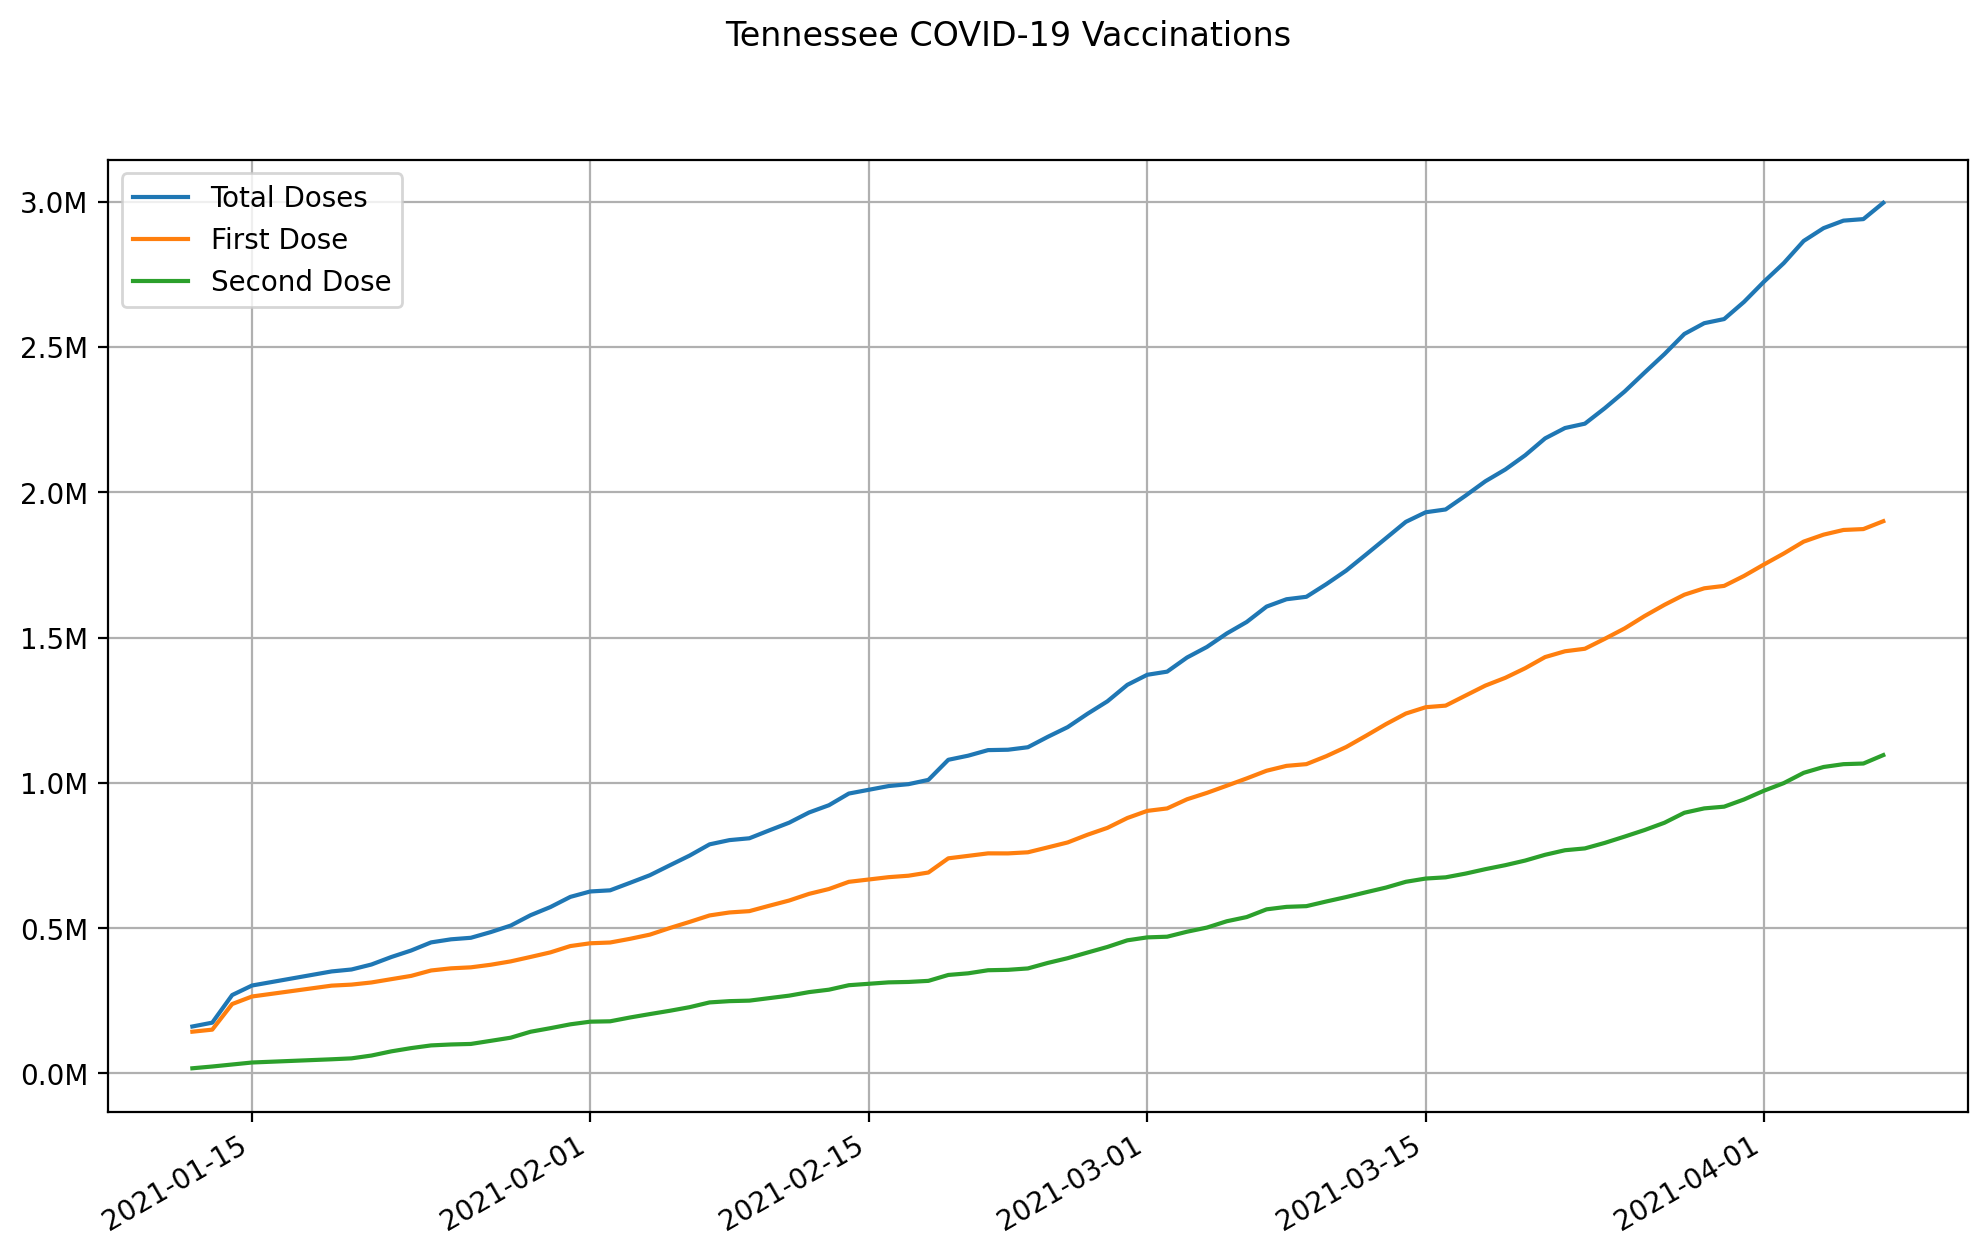 Tennessee COVID-19 Vaccinations
Total Doses
First Dose
Second Dose
3.0M
2.5M
2.0M
1.5M
1.0M
0.5M
0.0M
2021-01-15
2021-02-01
2021-02-15
2021-03-01
2021-03-15
2021-04-01